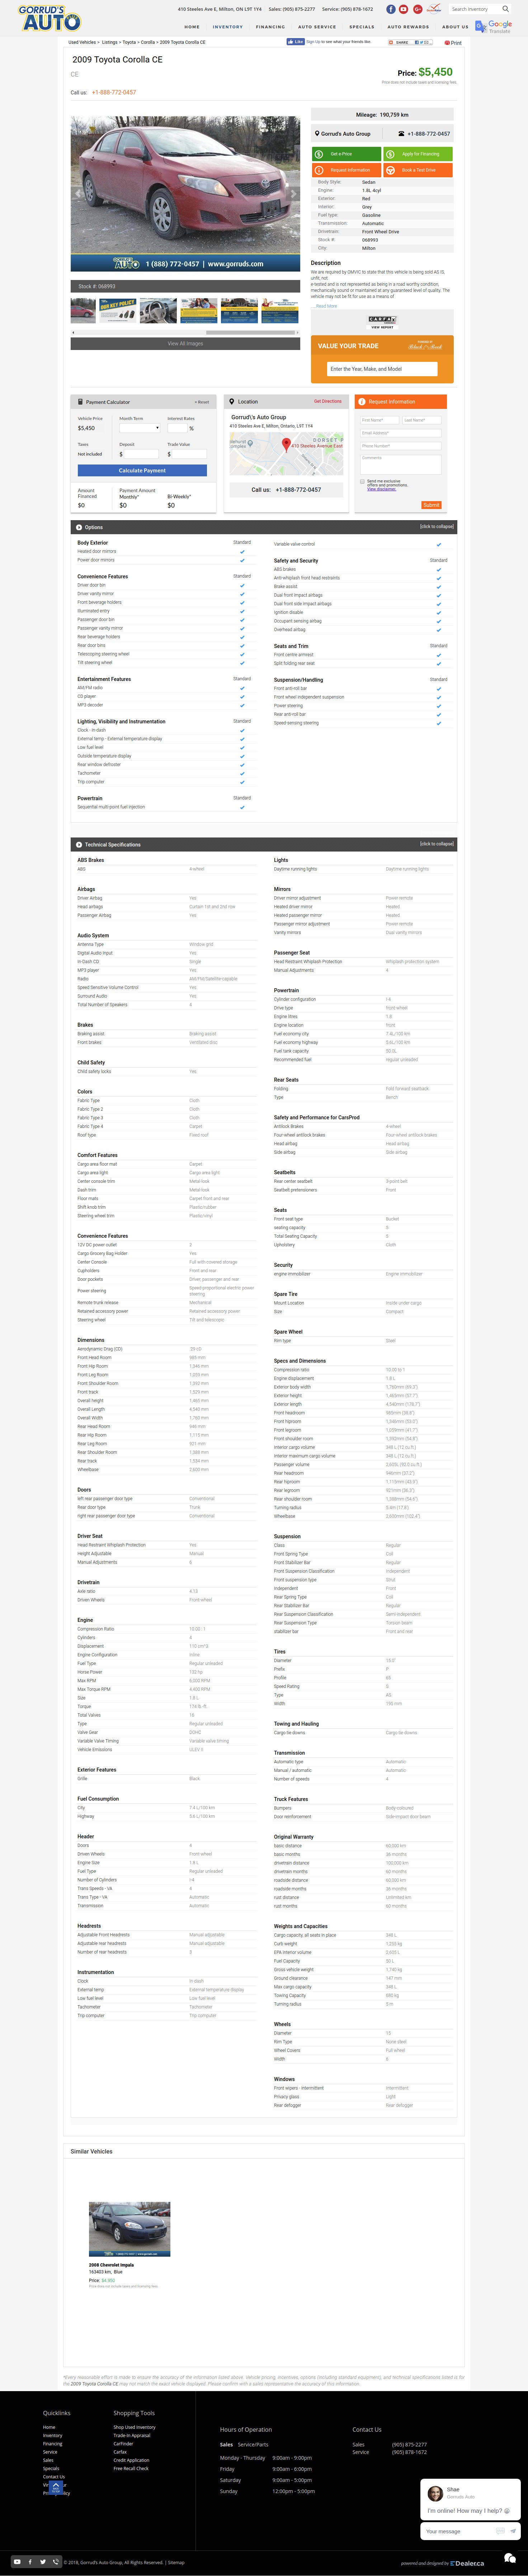 GORRUD'S AUTO
410 Steeles Ave E, Milton, ON L9T 1Y4 Sales: (905) 875-2277 Service: (905) 878-1672
Search Inventory
HOME INVENTORY FINANCING AUTO SERVICE SPECIALS AUTO REWARDS ABOUT US
Google Translate
Used Vehicles > Listings > Toyota > Corolla > 2009 Toyota Corolla CE
Like Sign Up to see what your friends like.
SHARE
Print
2009 Toyota Corolla CE
CE
Price: $5,450
Price does not include taxes and licensing fees.
Call us: +1-888-772-0457
GORRUD'S AUTO 1 (888) 772-0457 | www.gorruds.com
Stock #: 068993
View All Images
Mileage: 190,759 km
Gorrud's Auto Group +1-888-772-0457
Get e-Price
Apply for Financing
Request Information
Book a Test Drive
Body Style: Sedan
Engine: 1.8L 4cyl
Exterior: Red
Interior: Grey
Fuel type: Gasoline
Transmission: Automatic
Drivetrain: Front Wheel Drive
Stock #: 068993
City: Milton
Description
We are required by OMVIC to state that this vehicle is being sold AS IS, unfit, not
e-tested and is not represented as being in a road worthy condition, mechanically sound or maintained at any guaranteed level of quality. The vehicle may not be fit for use as a means of
Read More
CARFAX
VIEW REPORT
VALUE YOUR TRADE
Black Book
Enter the Year, Make, and Model
Payment Calculator
Reset
Vehicle Price Month Term Interest Rates
$5,450 %
Taxes Deposit Trade Value
Not included $ $
Calculate Payment
Amount Financed Payment Amount Monthly* Bi-Weekly*
$0 $0 $0
Location
Get Directions
Gorrud\'s Auto Group
410 Steeles Ave E, Milton, Ontario, L9T 1Y4
410 Steeles Avenue East
Call us: +1-888-772-0457
Request Information
First Name*
Last Name*
Email Address*
Phone Number*
Comments
Send me exclusive offers and promotions.
View disclaimer.
Submit
Options [click to collapse]
Body Exterior Standard
Heated door mirrors
Power door mirrors
Convenience Features Standard
Driver door bin
Driver vanity mirror
Front beverage holders
Illuminated entry
Passenger door bin
Passenger vanity mirror
Rear beverage holders
Rear door bins
Telescoping steering wheel
Tilt steering wheel
Entertainment Features Standard
AM/FM radio
CD player
MP3 decoder
Lighting, Visibility and Instrumentation Standard
Clock - In-dash
External temp - External temperature display
Low fuel level
Outside temperature display
Rear window defroster
Tachometer
Trip computer
Powertrain Standard
Sequential multi-point fuel injection
Variable valve control
Safety and Security Standard
ABS brakes
Anti-whiplash front head restraints
Brake assist
Dual front impact airbags
Dual front side impact airbags
Ignition disable
Occupant sensing airbag
Overhead airbag
Seats and Trim Standard
Front centre armrest
Split folding rear seat
Suspension/Handling Standard
Front anti-roll bar
Front wheel independent suspension
Power steering
Rear anti-roll bar
Speed-sensing steering
Technical Specifications [click to collapse]
ABS Brakes
ABS 4-wheel
Airbags
Driver Airbag Yes
Head airbags Curtain 1st and 2nd row
Passenger Airbag Yes
Audio System
Antenna Type Window grid
Digital Audio Input Yes
In-Dash CD Single
MP3 player Yes
Radio AM/FM/Satellite-capable
Speed Sensitive Volume Control Yes
Surround Audio Yes
Total Number of Speakers 4
Brakes
Braking assist Braking assist
Front brakes Ventilated disc
Child Safety
Child safety locks Yes
Colors
Fabric Type Cloth
Fabric Type 2 Cloth
Fabric Type 3 Cloth
Fabric Type 4 Carpet
Roof type Fixed roof
Comfort Features
Cargo area floor mat Carpet
Cargo area light Cargo area light
Center console trim Metal-look
Dash trim Metal-look
Floor mats Carpet front and rear
Shift knob trim Plastic/rubber
Steering wheel trim Plastic/vinyl
Convenience Features
12V DC power outlet 2
Cargo Grocery Bag Holder Yes
Center Console Full with covered storage
Cupholders Front and rear
Door pockets Driver, passenger and rear
Power steering Speed-proportional electric power steering
Remote trunk release Mechanical
Retained accessory power Retained accessory power
Steering wheel Tilt and telescopic
Dimensions
Aerodynamic Drag (CD) .29 cD
Front Head Room 985 mm
Front Hip Room 1,346 mm
Front Leg Room 1,059 mm
Front Shoulder Room 1,392 mm
Front track 1,529 mm
Overall height 1,465 mm
Overall Length 4,540 mm
Overall Width 1,760 mm
Rear Head Room 946 mm
Rear Hip Room 1,115 mm
Rear Leg Room 921 mm
Rear Shoulder Room 1,388 mm
Rear track 1,534 mm
Wheelbase 2,600 mm
Doors
left rear passenger door type Conventional
Rear door type Trunk
right rear passenger door type Conventional
Driver Seat
Head Restraint Whiplash Protection Yes
Height Adjustable Manual
Manual Adjustments 6
Drivetrain
Axle ratio 4.10
Driven Wheels Front-wheel
Engine
Compression Ratio 10.00 : 1
Cylinders 4
Displacement 110 cm^3
Engine Configuration Inline
Fuel Type Regular unleaded
Horse Power 132 hp
Max RPM 6,000 RPM
Max Torque RPM 4,400 RPM
Size 1.8 L
Torque 174 lb.-ft.
Total Valves 16
Type Regular unleaded
Valve Gear DOHC
Variable Valve Timing Variable valve timing
Vehicle Emissions ULEV II
Exterior Features
Grille Black
Fuel Consumption
City 7.4 L/100 km
Highway 5.6 L/100 km
Header
Doors 4
Driven Wheels Front-wheel
Engine Size 1.8 L
Fuel Type Regular unleaded
Number of Cylinders I-4
Trans Speeds - VA 4
Trans Type - VA Automatic
Transmission Automatic
Headrests
Adjustable Front Headrests Manual adjustable
Adjustable rear headrests Manual adjustable
Number of rear headrests 3
Instrumentation
Clock In-dash
External temp External temperature display
Low fuel level Low fuel level
Tachometer Tachometer
Trip computer Trip computer
Lights
Daytime running lights Daytime running lights
Mirrors
Driver mirror adjustment Power remote
Heated driver mirror Heated
Heated passenger mirror Heated
Passenger mirror adjustment Power remote
Vanity mirrors Dual vanity mirrors
Passenger Seat
Head Restraint Whiplash Protection Whiplash protection system
Manual Adjustments 4
Powertrain
Cylinder configuration I-4
Drive type front-wheel
Engine litres 1.8
Engine location front
Fuel economy city 7.4L/100 km
Fuel economy highway 5.6L/100 km
Fuel tank capacity 50.0L
Recommended fuel regular unleaded
Rear Seats
Folding Fold forward seatback
Type Bench
Safety and Performance for CarsProd
Antilock Brakes 4-wheel
Four-wheel antilock brakes Four wheel antilock brakes
Head airbag Head airbag
Side airbag Side airbag
Seatbelts
Rear center seatbelt 3-point belt
Seatbelt pretensioners Front
Seats
Front seat type Bucket
seating capacity 5
Total Seating Capacity 5
Upholstery Cloth
Security
engine immobilizer Engine immobilizer
Spare Tire
Mount Location Inside under cargo
Size Compact
Spare Wheel
Rim type Steel
Specs and Dimensions
Compression ratio 10.00 to 1
Engine displacement 1.8 L
Exterior body width 1,760mm (69.3")
Exterior height 1,465mm (57.7")
Exterior length 4,540mm (178.7")
Front headroom 985mm (38.8")
Front hiproom 1,346mm (53.0")
Front legroom 1,059mm (41.7")
Front shoulder room 1,392mm (54.8")
Interior cargo volume 348 L (12 cu.ft.)
Interior maximum cargo volume 348 L (12 cu.ft.)
Passenger volume 2,605L (92.0 cu.ft.)
Rear headroom 946mm (37.2")
Rear hiproom 1,115mm (43.9")
Rear legroom 921mm (36.3")
Rear shoulder room 1,388mm (54.6")
Turning radius 5.4m (17.8')
Wheelbase 2,600mm (102.4")
Suspension
Class Regular
Front Spring Type Coil
Front Stabilizer Bar Regular
Front Suspension Classification Independent
Front suspension type Strut
Independent Front
Rear Spring Type Coil
Rear Stabilizer Bar Regular
Rear Suspension Classification Semi-independent
Rear Suspension Type Torsion beam
stabilizer bar Front and rear
Tires
Diameter 15.0"
Prefix P
Profile 65
Speed Rating S
Type AS
Width 195 mm
Towing and Hauling
Cargo tie downs Cargo tie downs
Transmission
Automatic type Automatic
Manual / automatic Automatic
Number of speeds 4
Truck Features
Bumpers Body-coloured
Door reinforcement Side-impact door beam
Original Warranty
basic distance 60,000 km
basic months 36 months
drivetrain distance 100,000 km
drivetrain months 60 months
roadside distance 60,000 km
roadside months 36 months
rust distance Unlimited km
rust months 60 months
Weights and Capacities
Cargo capacity, all seats in place 348 L
Curb weight 1,235 kg
EPA interior volume 2,605 L
Fuel Capacity 50 L
Gross vehicle weight 1,740 kg
Ground clearance 147 mm
Max cargo capacity 348 L
Towing Capacity 680 kg
Turning radius 5 m
Wheels
Diameter 15
Rim Type None steel
Wheel Covers Full wheel
Width 6
Windows
Front wipers - intermittent Intermittent
Privacy glass Light
Rear defogger Rear defogger
Similar Vehicles
2008 Chevrolet Impala
163403 km, Blue
Price: $4,950
Price does not include taxes and licensing fees.
*Every reasonable effort is made to ensure the accuracy of the information listed above. Vehicle pricing, incentives, options (including standard equipment), and technical specifications listed is for the 2009 Toyota Corolla CE may not match the exact vehicle displayed. Please confirm with a sales representative the accuracy of this information.
Quicklinks
Home
Inventory
Financing
Service
Sales
Specials
Contact Us
Shopping Tools
Shop Used Inventory
Trade-In Appraisal
CarFinder
Carfax
Credit Application
Free Recall Check
Hours of Operation
Sales Service/Parts
Monday - Thursday 9:00am - 9:00pm
Friday 9:00am - 6:00pm
Saturday 9:00am - 5:00pm
Sunday 12:00pm - 5:00pm
Contact Us
Sales (905) 875-2277
Service (905) 878-1672
Shae
Gorruds Auto
I'm online! How may I help? 😀
Your message
© 2018, Gorrud's Auto Group, All Rights Reserved. | Sitemap
powered and designed by EDealer.ca